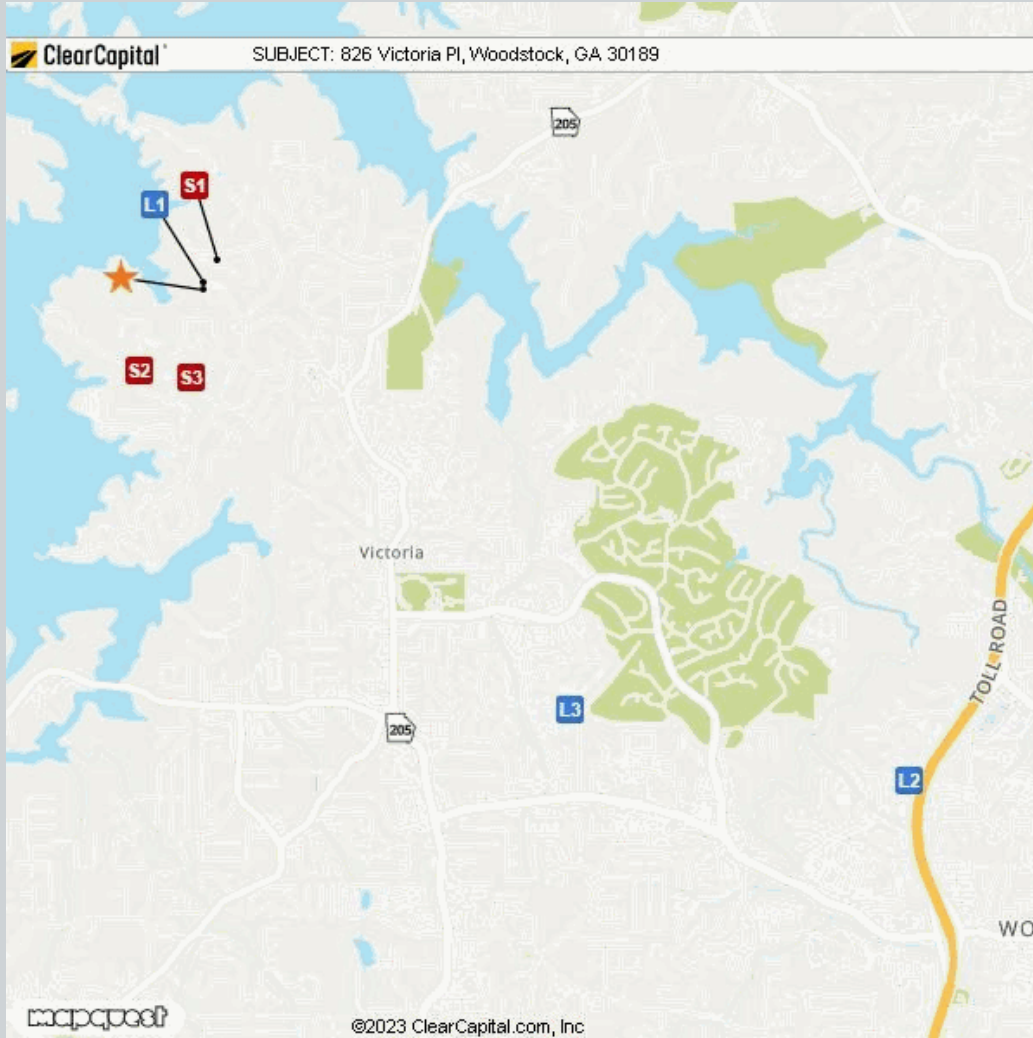 ClearCapital
SUBJECT: 826 Victoria Pl, Woodstock, GA 30189
205
S1
L1
S2
S3
Victoria
TOLL ROAD
L3
205
L2
WO
mapquest
©2023 ClearCapital.com, Inc